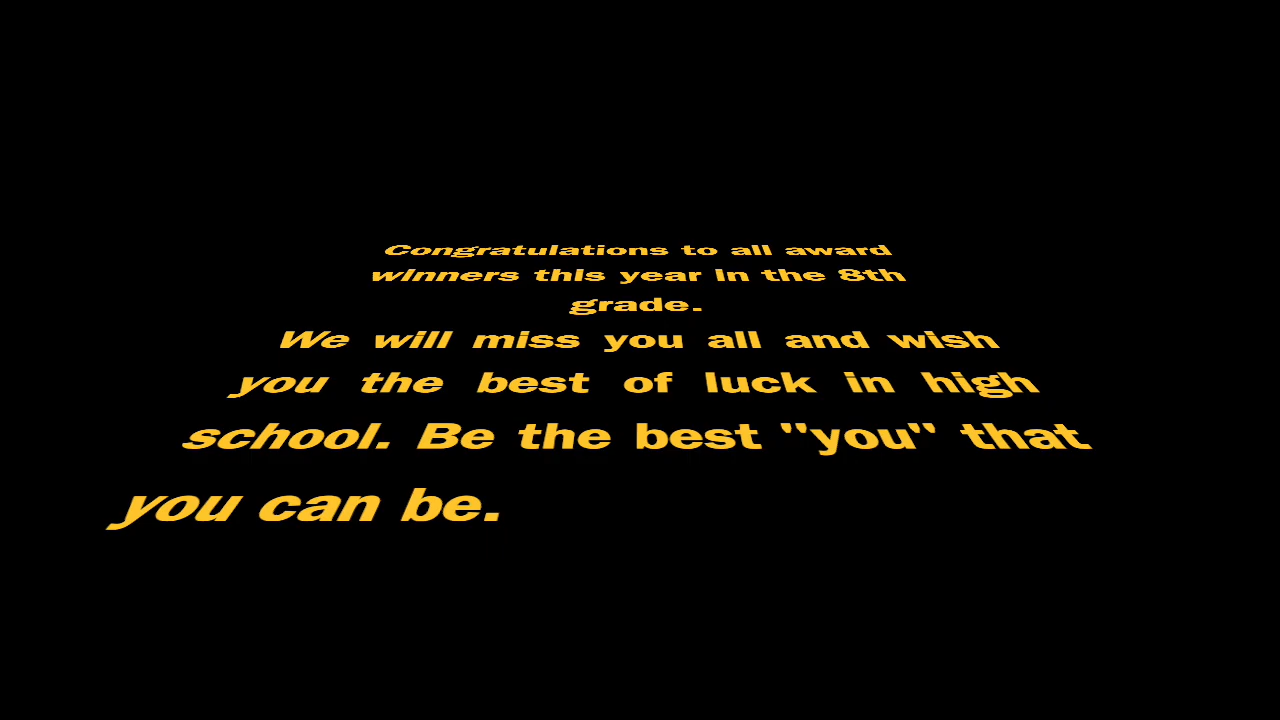 Congratulations to all award
winners this year in the 8th
grade.
We will miss you all and wish
you the best of luck in high
school. Be the best "you" that
you can be.